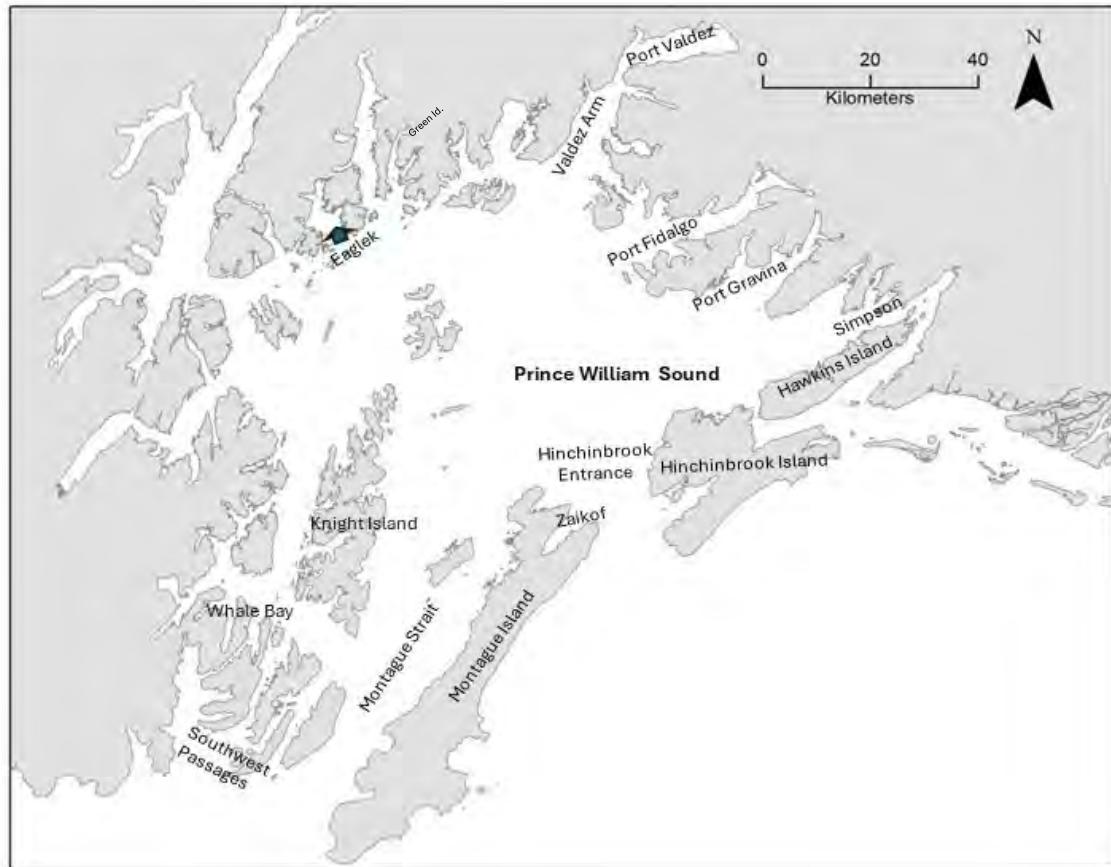 Port Valdez
N
0 20 40
Kilometers
Green Id.
Valdez Arm
Eaglek
Port Fidalgo
Port Gravina
Simpson
Prince William Sound
Hawkins Island
Hinchinbrook
Entrance
Hinchinbrook Island
Zaikof
Knight Island
Whale Bay
Montague Strait
Montague Island
Southwest
Passages